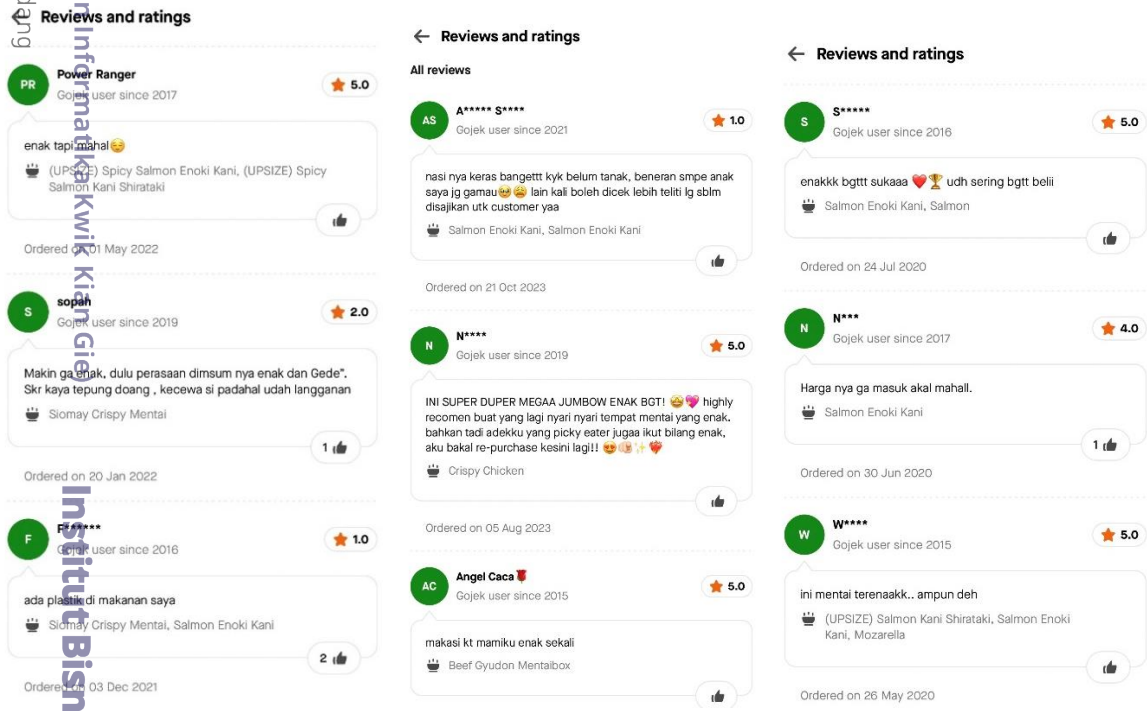 Reviews and ratings
PR
Power Ranger
Gojek user since 2017
5.0
enak tapi mahal😌
(UPSIZE) Spicy Salmon Enoki Kani, (UPSIZE) Spicy
Salmon Kani Shirataki
Ordered on 01 May 2022
S
sopah
Gojek user since 2019
2.0
Makin ga enak, dulu perasaan dimsum nya enak dan Gede".
Skr kaya tepung doang , kecewa si padahal udah langganan
Siomay Crispy Mentai
1
Ordered on 20 Jan 2022
F
F******
Gojek user since 2016
1.0
ada plastik di makanan saya
Siomay Crispy Mentai, Salmon Enoki Kani
2
Ordered on 03 Dec 2021
dang
n Informatika Kwik Kian Gie)
Institut Bisn
Reviews and ratings
All reviews
AS
A***** S****
Gojek user since 2021
1.0
nasi nya keras bangettt kyk belum tanak, beneran smpe anak
saya jg gamau🥹😩 lain kali boleh dicek lebih teliti lg sblm
disajikan utk customer yaa
Salmon Enoki Kani, Salmon Enoki Kani
Ordered on 21 Oct 2023
N
N****
Gojek user since 2019
5.0
INI SUPER DUPER MEGAA JUMBOW ENAK BGT! 🤩💖 highly
recomen buat yang lagi nyari nyari tempat mentai yang enak.
bahkan tadi adekku yang picky eater jugaa ikut bilang enak,
aku bakal re-purchase kesini lagi!! 😍🫶🏻✨❤️‍🔥
Crispy Chicken
Ordered on 05 Aug 2023
AC
Angel Caca🌹
Gojek user since 2015
5.0
makasi kt mamiku enak sekali
Beef Gyudon Mentaibox
Reviews and ratings
S
S*****
Gojek user since 2016
5.0
enakkk bgttt sukaaa ❤️🏆 udh sering bgtt belii
Salmon Enoki Kani, Salmon
Ordered on 24 Jul 2020
N
N***
Gojek user since 2017
4.0
Harga nya ga masuk akal mahall.
Salmon Enoki Kani
1
Ordered on 30 Jun 2020
W
W****
Gojek user since 2015
5.0
ini mentai terenaakk.. ampun deh
(UPSIZE) Salmon Kani Shirataki, Salmon Enoki
Kani, Mozarella
Ordered on 26 May 2020